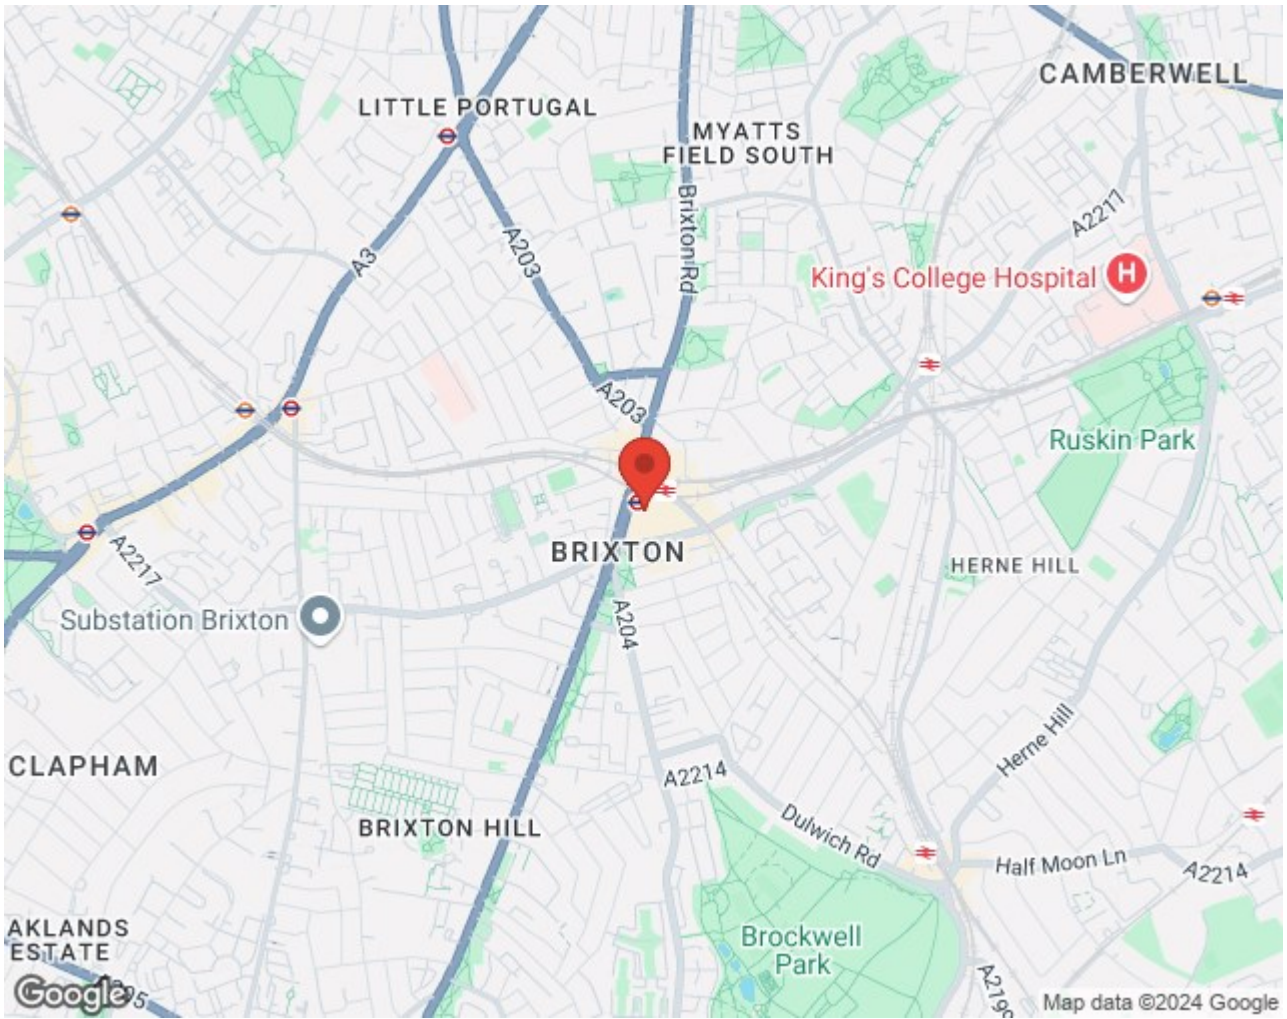 CAMBERWELL
LITTLE PORTUGAL
MYATTS
FIELD SOUTH
Brixton Rd
A2217
A203
A3
King's College Hospital
H
A203
Ruskin Park
BRIXTON
HERNE HILL
A2217
Substation Brixton
A204
Herne Hill
CLAPHAM
A2214
BRIXTON HILL
Dulwich Rd
Half Moon Ln
A2214
AKLANDS
ESTATE
Brockwell
Park
A2199
Google
Map data ©2024 Google